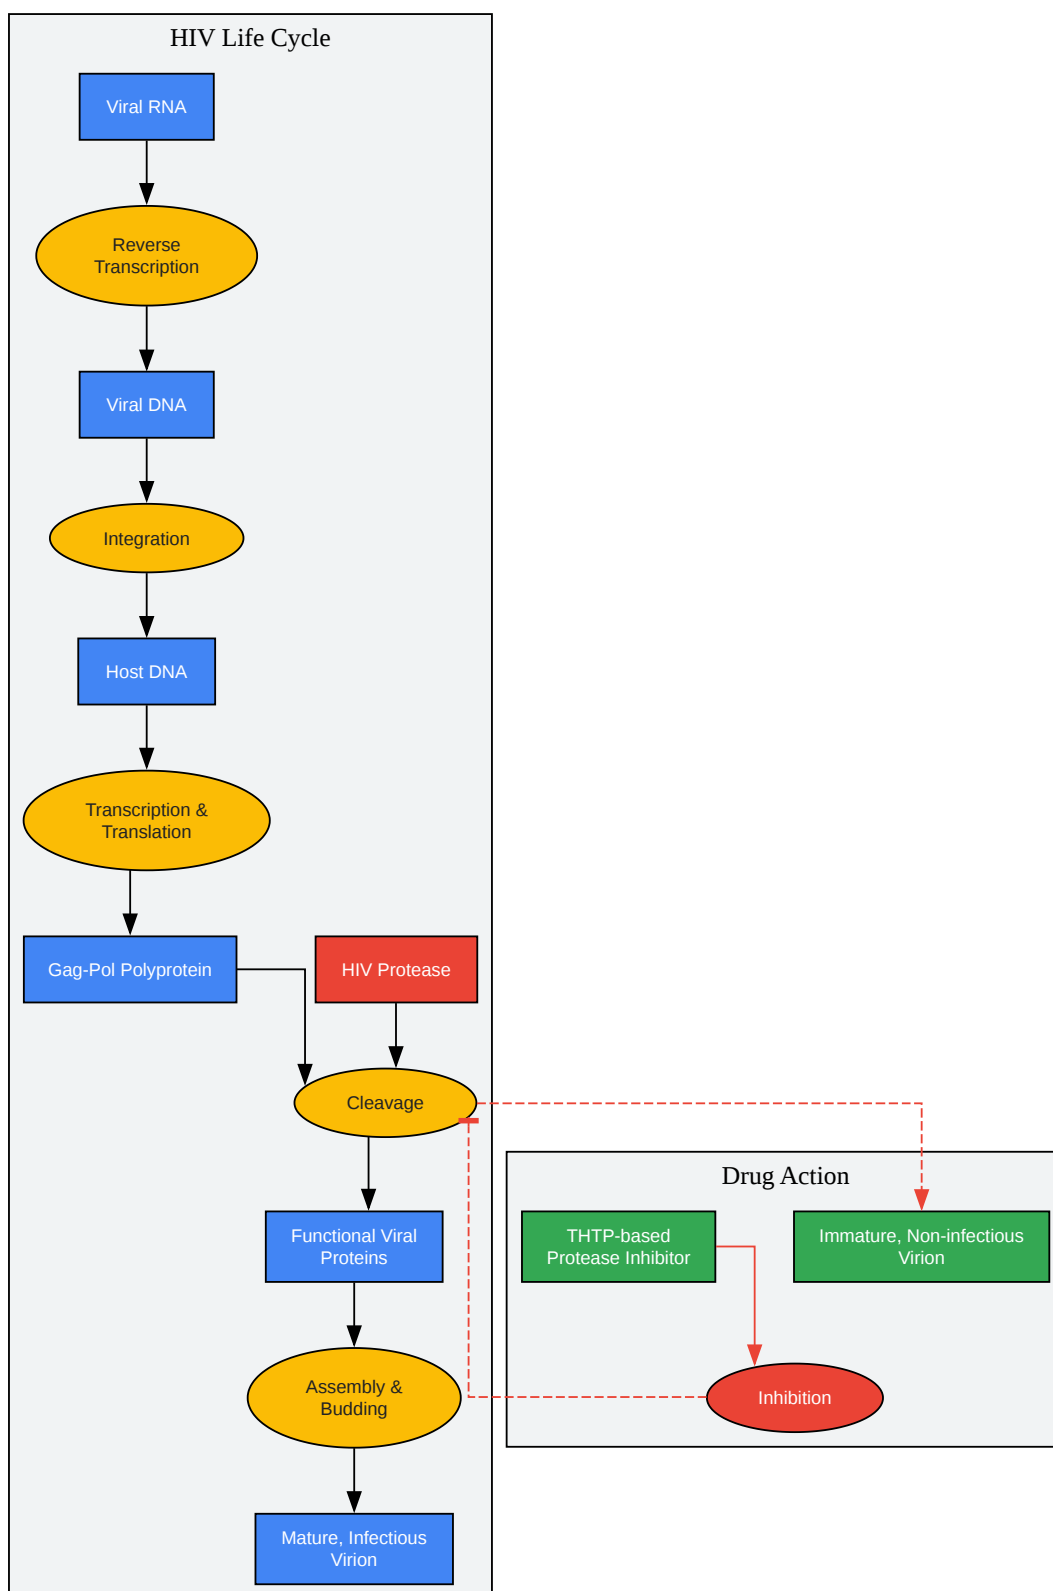 HIV Life Cycle
Viral RNA
Reverse
Transcription
Viral DNA
Integration
Host DNA
Transcription &
Translation
Gag-Pol Polyprotein
HIV Protease
Cleavage
Functional Viral
Proteins
Assembly &
Budding
Mature, Infectious
Virion
Drug Action
THTP-based
Protease Inhibitor
Immature, Non-infectious
Virion
Inhibition